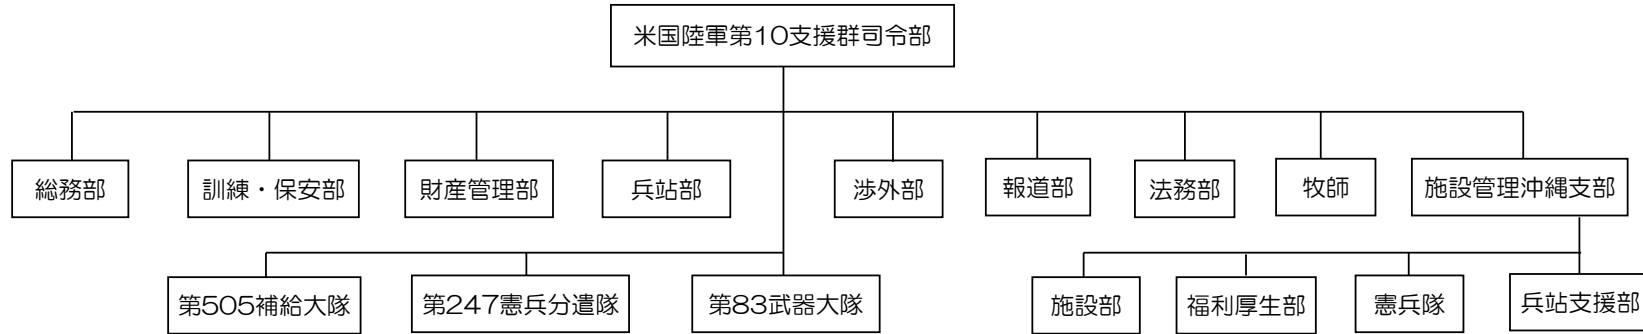 米国陸軍第10支援群司令部
総務部
訓練・保安部
財産管理部
兵站部
渉外部
報道部
法務部
牧師
施設管理沖縄支部
第505補給大隊
第247憲兵分遣隊
第83武器大隊
施設部
福利厚生部
憲兵隊
兵站支援部